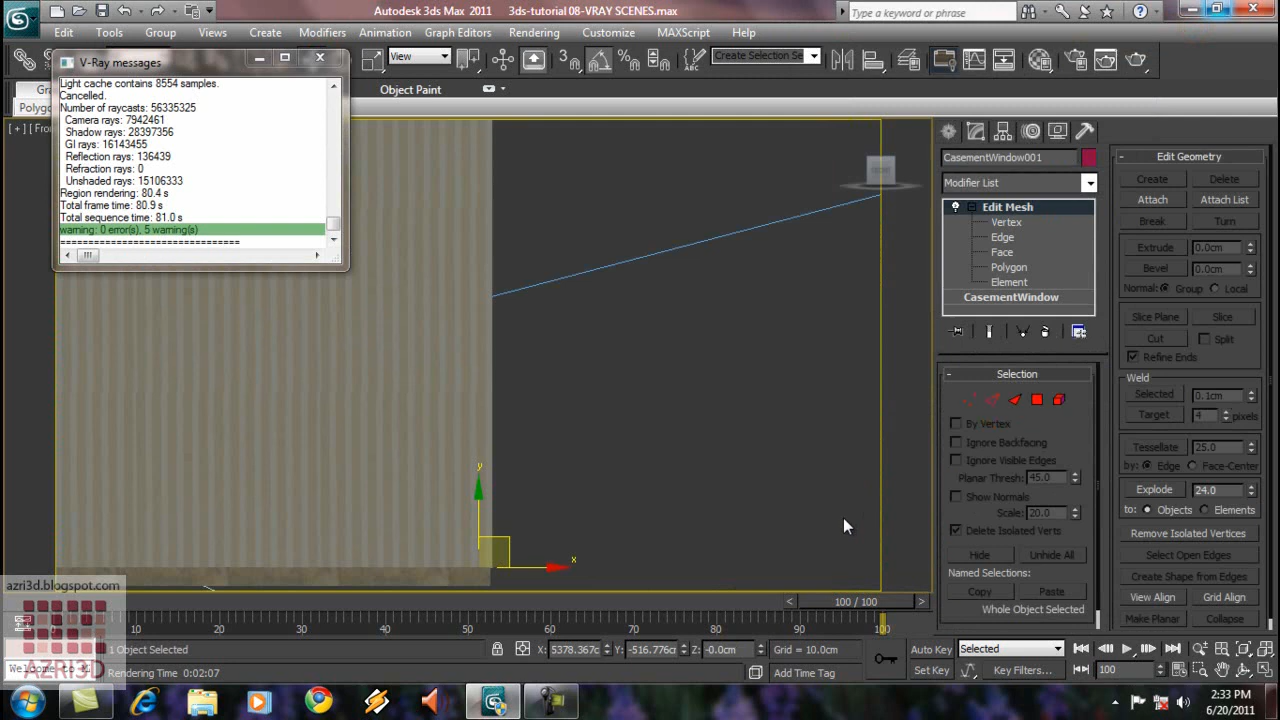 Autodesk 3ds Max 2011    3ds-tutorial 08-VRAY SCENES.max
Type a keyword or phrase
File Edit Tools Group Views Create Modifiers Animation Graph Editors Rendering Customize MAXScript Help
V-Ray messages
View
Create Selection Se
Object Paint
Polygo
Light cache contains 8554 samples.
Cancelled.
Number of raycasts: 56335325
Camera rays: 7942461
Shadow rays: 28397356
GI rays: 16143455
Reflection rays: 136439
Refraction rays: 0
Unshaded rays: 15106333
Region rendering: 80.4 s
Total frame time: 80.9 s
Total sequence time: 81.0 s
warning: 0 error(s), 5 warning(s)
===============================
[ + ] [ Fro
FRONT
y
x
CasementWindow001
Modifier List
Edit Mesh
Vertex
Edge
Face
Polygon
Element
CasementWindow
Selection
By Vertex
Ignore Backfacing
Ignore Visible Edges
Planar Thresh: 45.0
Show Normals
Scale: 20.0
Delete Isolated Verts
Hide Unhide All
Named Selections:
Copy Paste
Whole Object Selected
Edit Geometry
Create Delete
Attach Attach List
Break Turn
Extrude 0.0cm
Bevel 0.0cm
Normal: Group Local
Slice Plane Slice
Cut Split
Refine Ends
Weld
Selected 0.1cm
Target 4 pixels
Tessellate 25.0
by: Edge Face-Center
Explode 24.0
to: Objects Elements
Remove Isolated Vertices
Select Open Edges
Create Shape from Edges
View Align Grid Align
Make Planar Collapse
azri3d.blogspot.com
AZRI3D
< 100 / 100 >
10 20 30 40 50 60 70 80 90 100
1 Object Selected
X: 5378.367c Y: -516.776c Z: -0.0cm Grid = 10.0cm
Auto Key Selected
Welcome to M
Rendering Time 0:02:07
Add Time Tag
Set Key Key Filters... 100
2:33 PM
6/20/2011